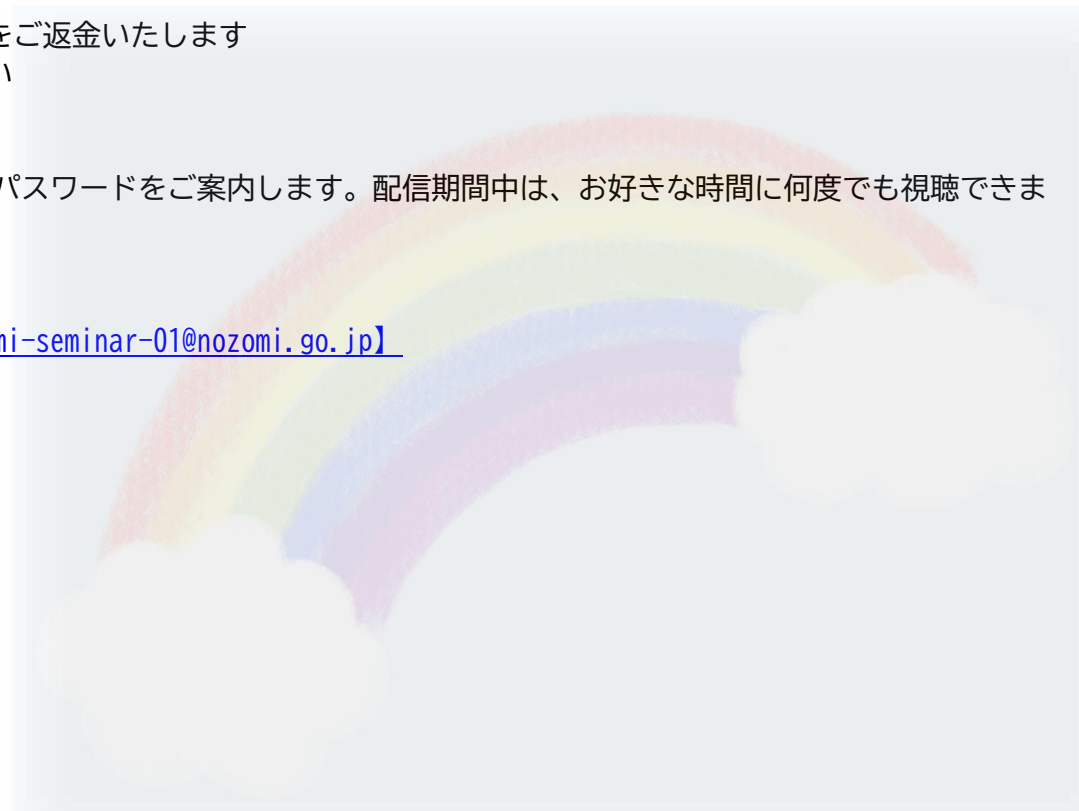 をご返金いたします
い
パスワードをご案内します。配信期間中は、お好きな時間に何度でも視聴できま
mi-seminar-01@nozomi.go.jp】